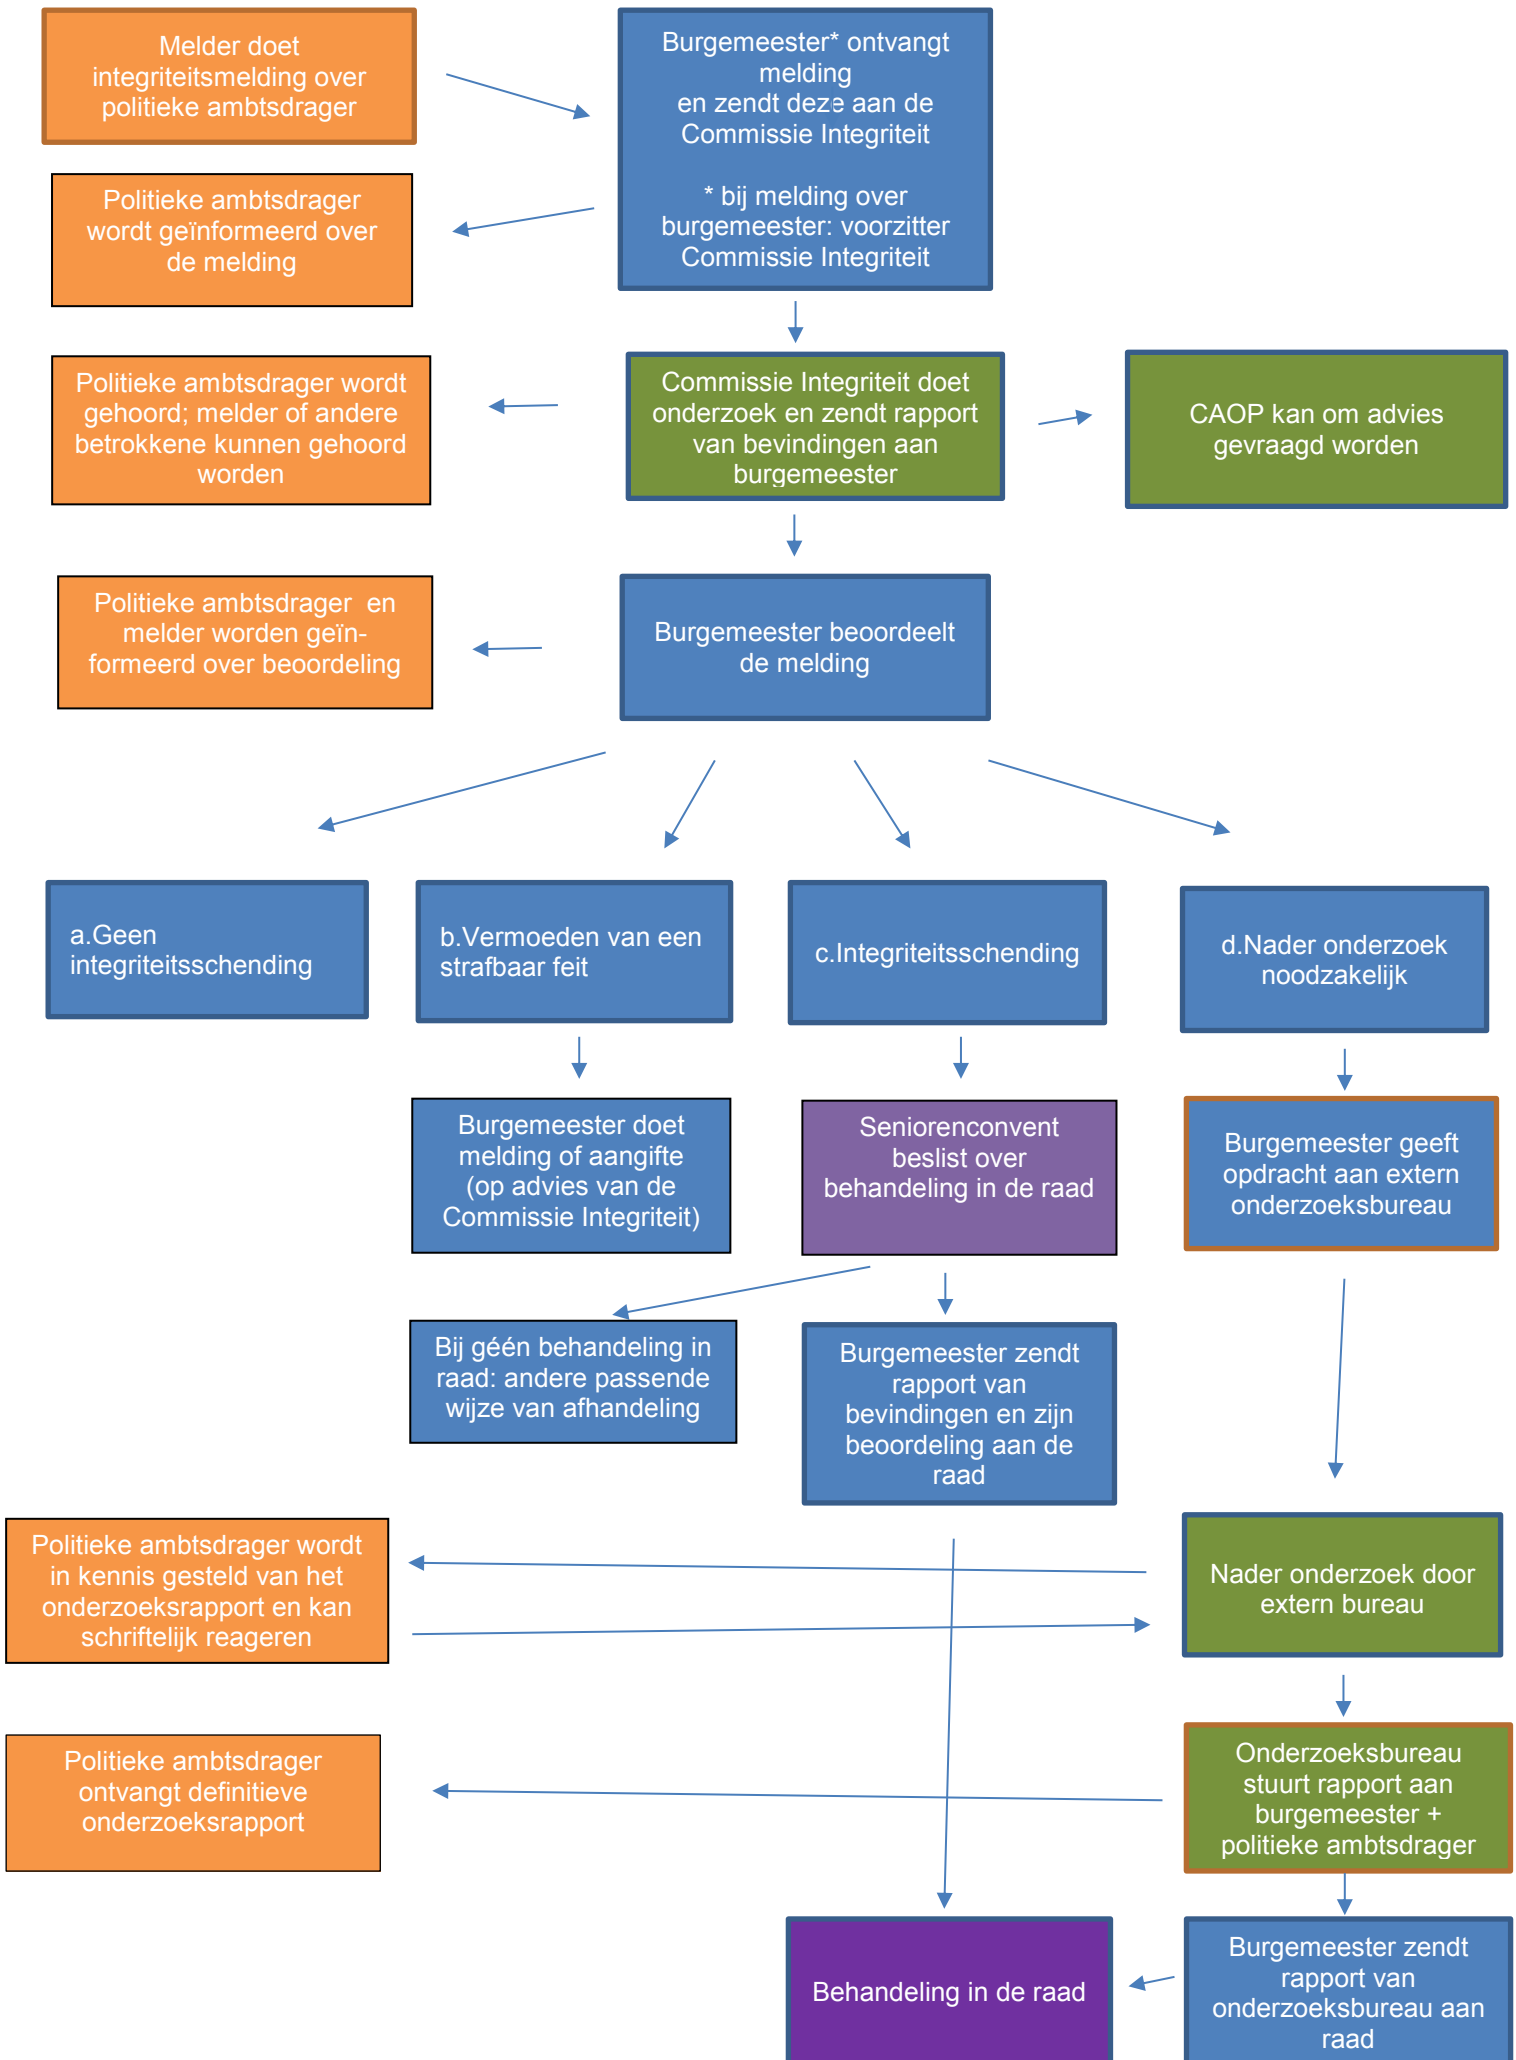 Melder doet
integriteitsmelding over
politieke ambtsdrager
Burgemeester* ontvangt
melding
en zendt deze aan de
Commissie Integriteit
* bij melding over
burgemeester: voorzitter
Commissie Integriteit
Politieke ambtsdrager
wordt geïnformeerd over
de melding
Politieke ambtsdrager wordt
gehoord; melder of andere
betrokkene kunnen gehoord
worden
Commissie Integriteit doet
onderzoek en zendt rapport
van bevindingen aan
burgemeester
CAOP kan om advies
gevraagd worden
Politieke ambtsdrager  en
melder worden geïn-
formeerd over beoordeling
Burgemeester beoordeelt
de melding
a.Geen
integriteitsschending
b.Vermoeden van een
strafbaar feit
c.Integriteitsschending
d.Nader onderzoek
noodzakelijk
Burgemeester doet
melding of aangifte
(op advies van de
Commissie Integriteit)
Seniorenconvent
beslist over
behandeling in de raad
Burgemeester geeft
opdracht aan extern
onderzoeksbureau
Bij géén behandeling in
raad: andere passende
wijze van afhandeling
Burgemeester zendt
rapport van
bevindingen en zijn
beoordeling aan de
raad
Politieke ambtsdrager wordt
in kennis gesteld van het
onderzoeksrapport en kan
schriftelijk reageren
Nader onderzoek door
extern bureau
Politieke ambtsdrager
ontvangt definitieve
onderzoeksrapport
Onderzoeksbureau
stuurt rapport aan
burgemeester +
politieke ambtsdrager
Behandeling in de raad
Burgemeester zendt
rapport van
onderzoeksbureau aan
raad